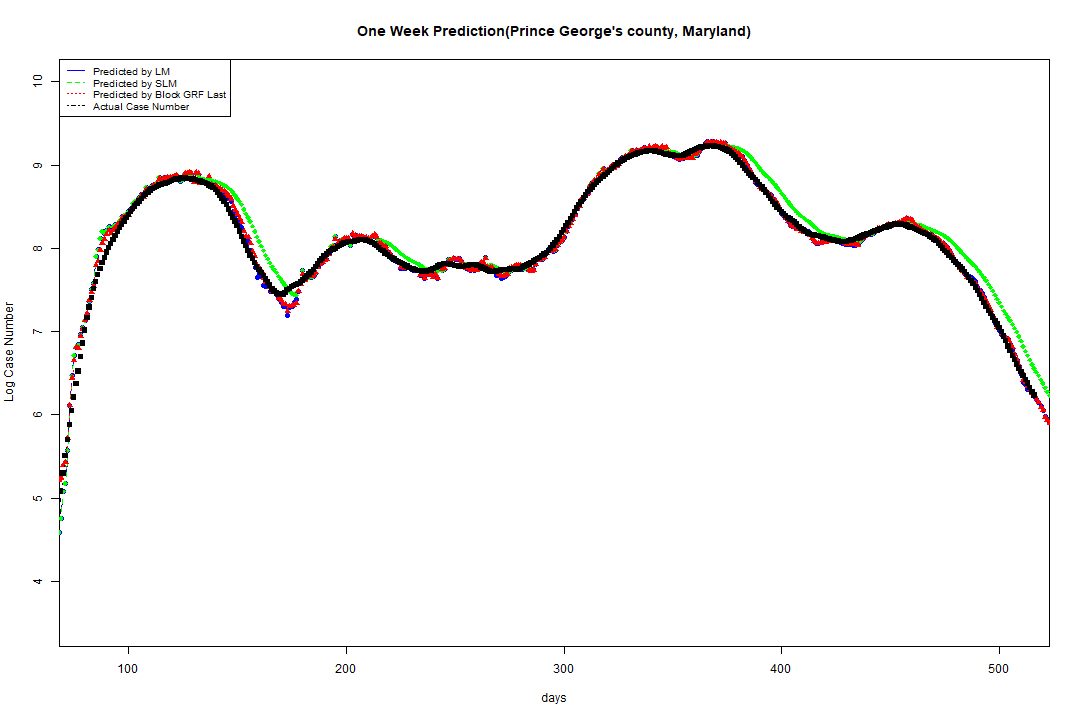 One Week Prediction(Prince George's county, Maryland)
Predicted by LM
Predicted by SLM
Predicted by Block GRF Last
Actual Case Number
10
9
8
7
6
5
4
Log Case Number
100 200 300 400 500
days